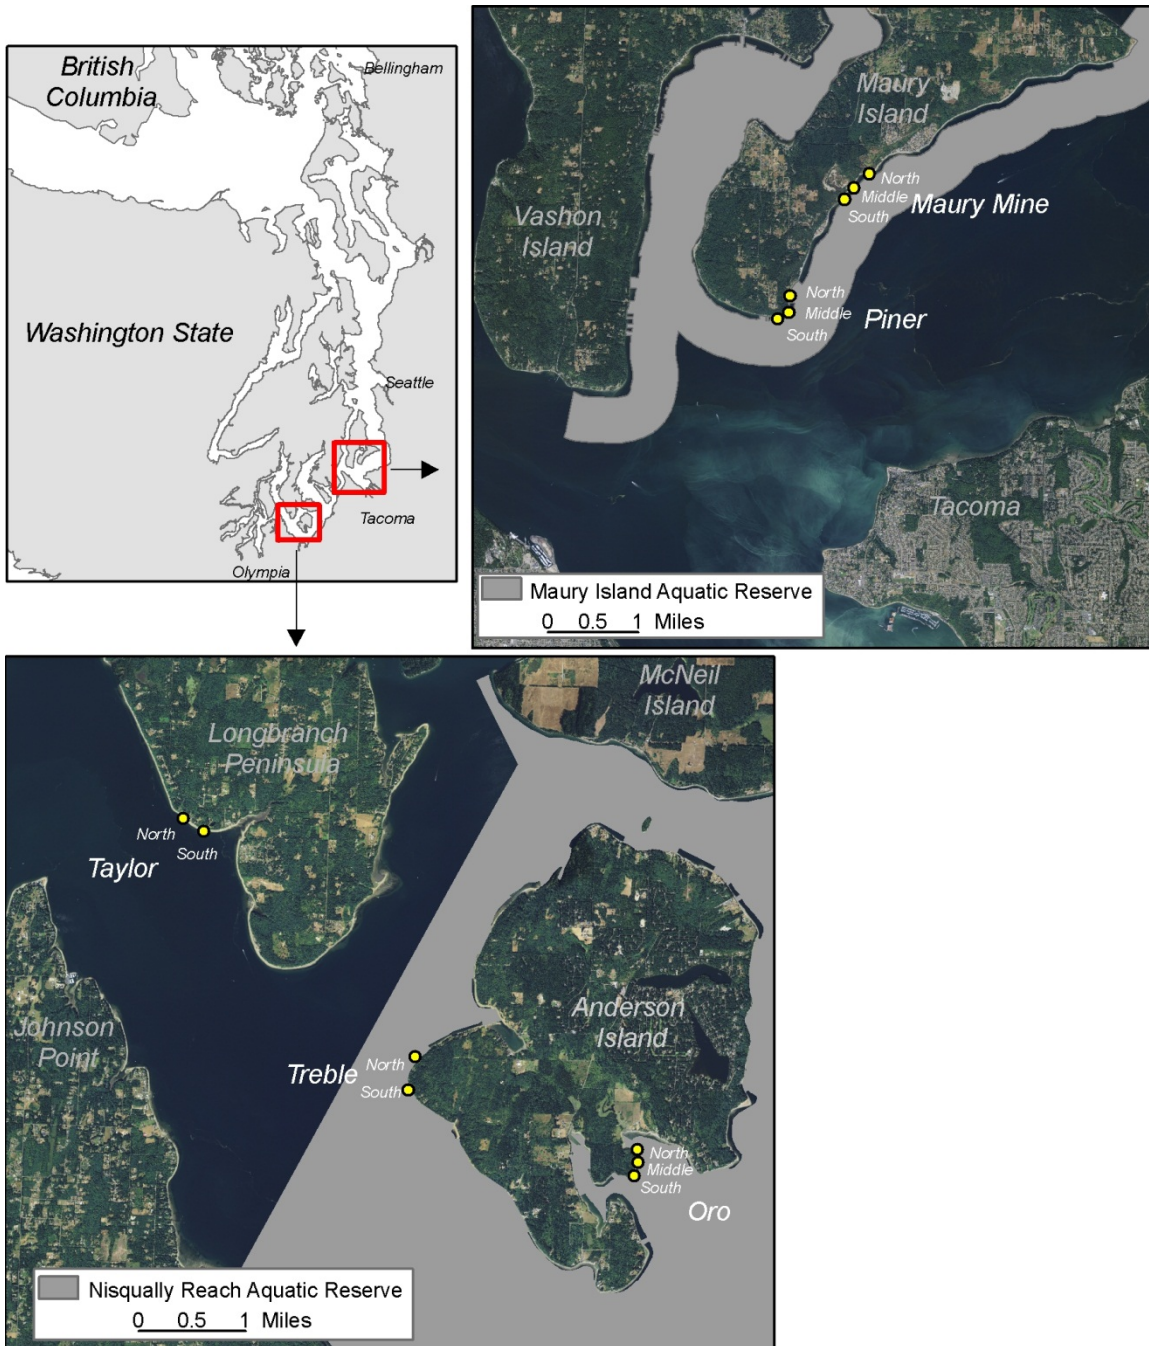 British
Columbia
Bellingham
Washington State
Seattle
Tacoma
Olympia
Maury
Island
Vashon
Island
North
Middle
South
Maury Mine
North
Middle
South
Piner
Tacoma
Maury Island Aquatic Reserve
0 0.5 1 Miles
McNeil
Island
Longbranch
Peninsula
North
South
Taylor
Johnson
Point
Anderson
Island
North
Treble
South
North
Middle
South
Oro
Nisqually Reach Aquatic Reserve
0 0.5 1 Miles